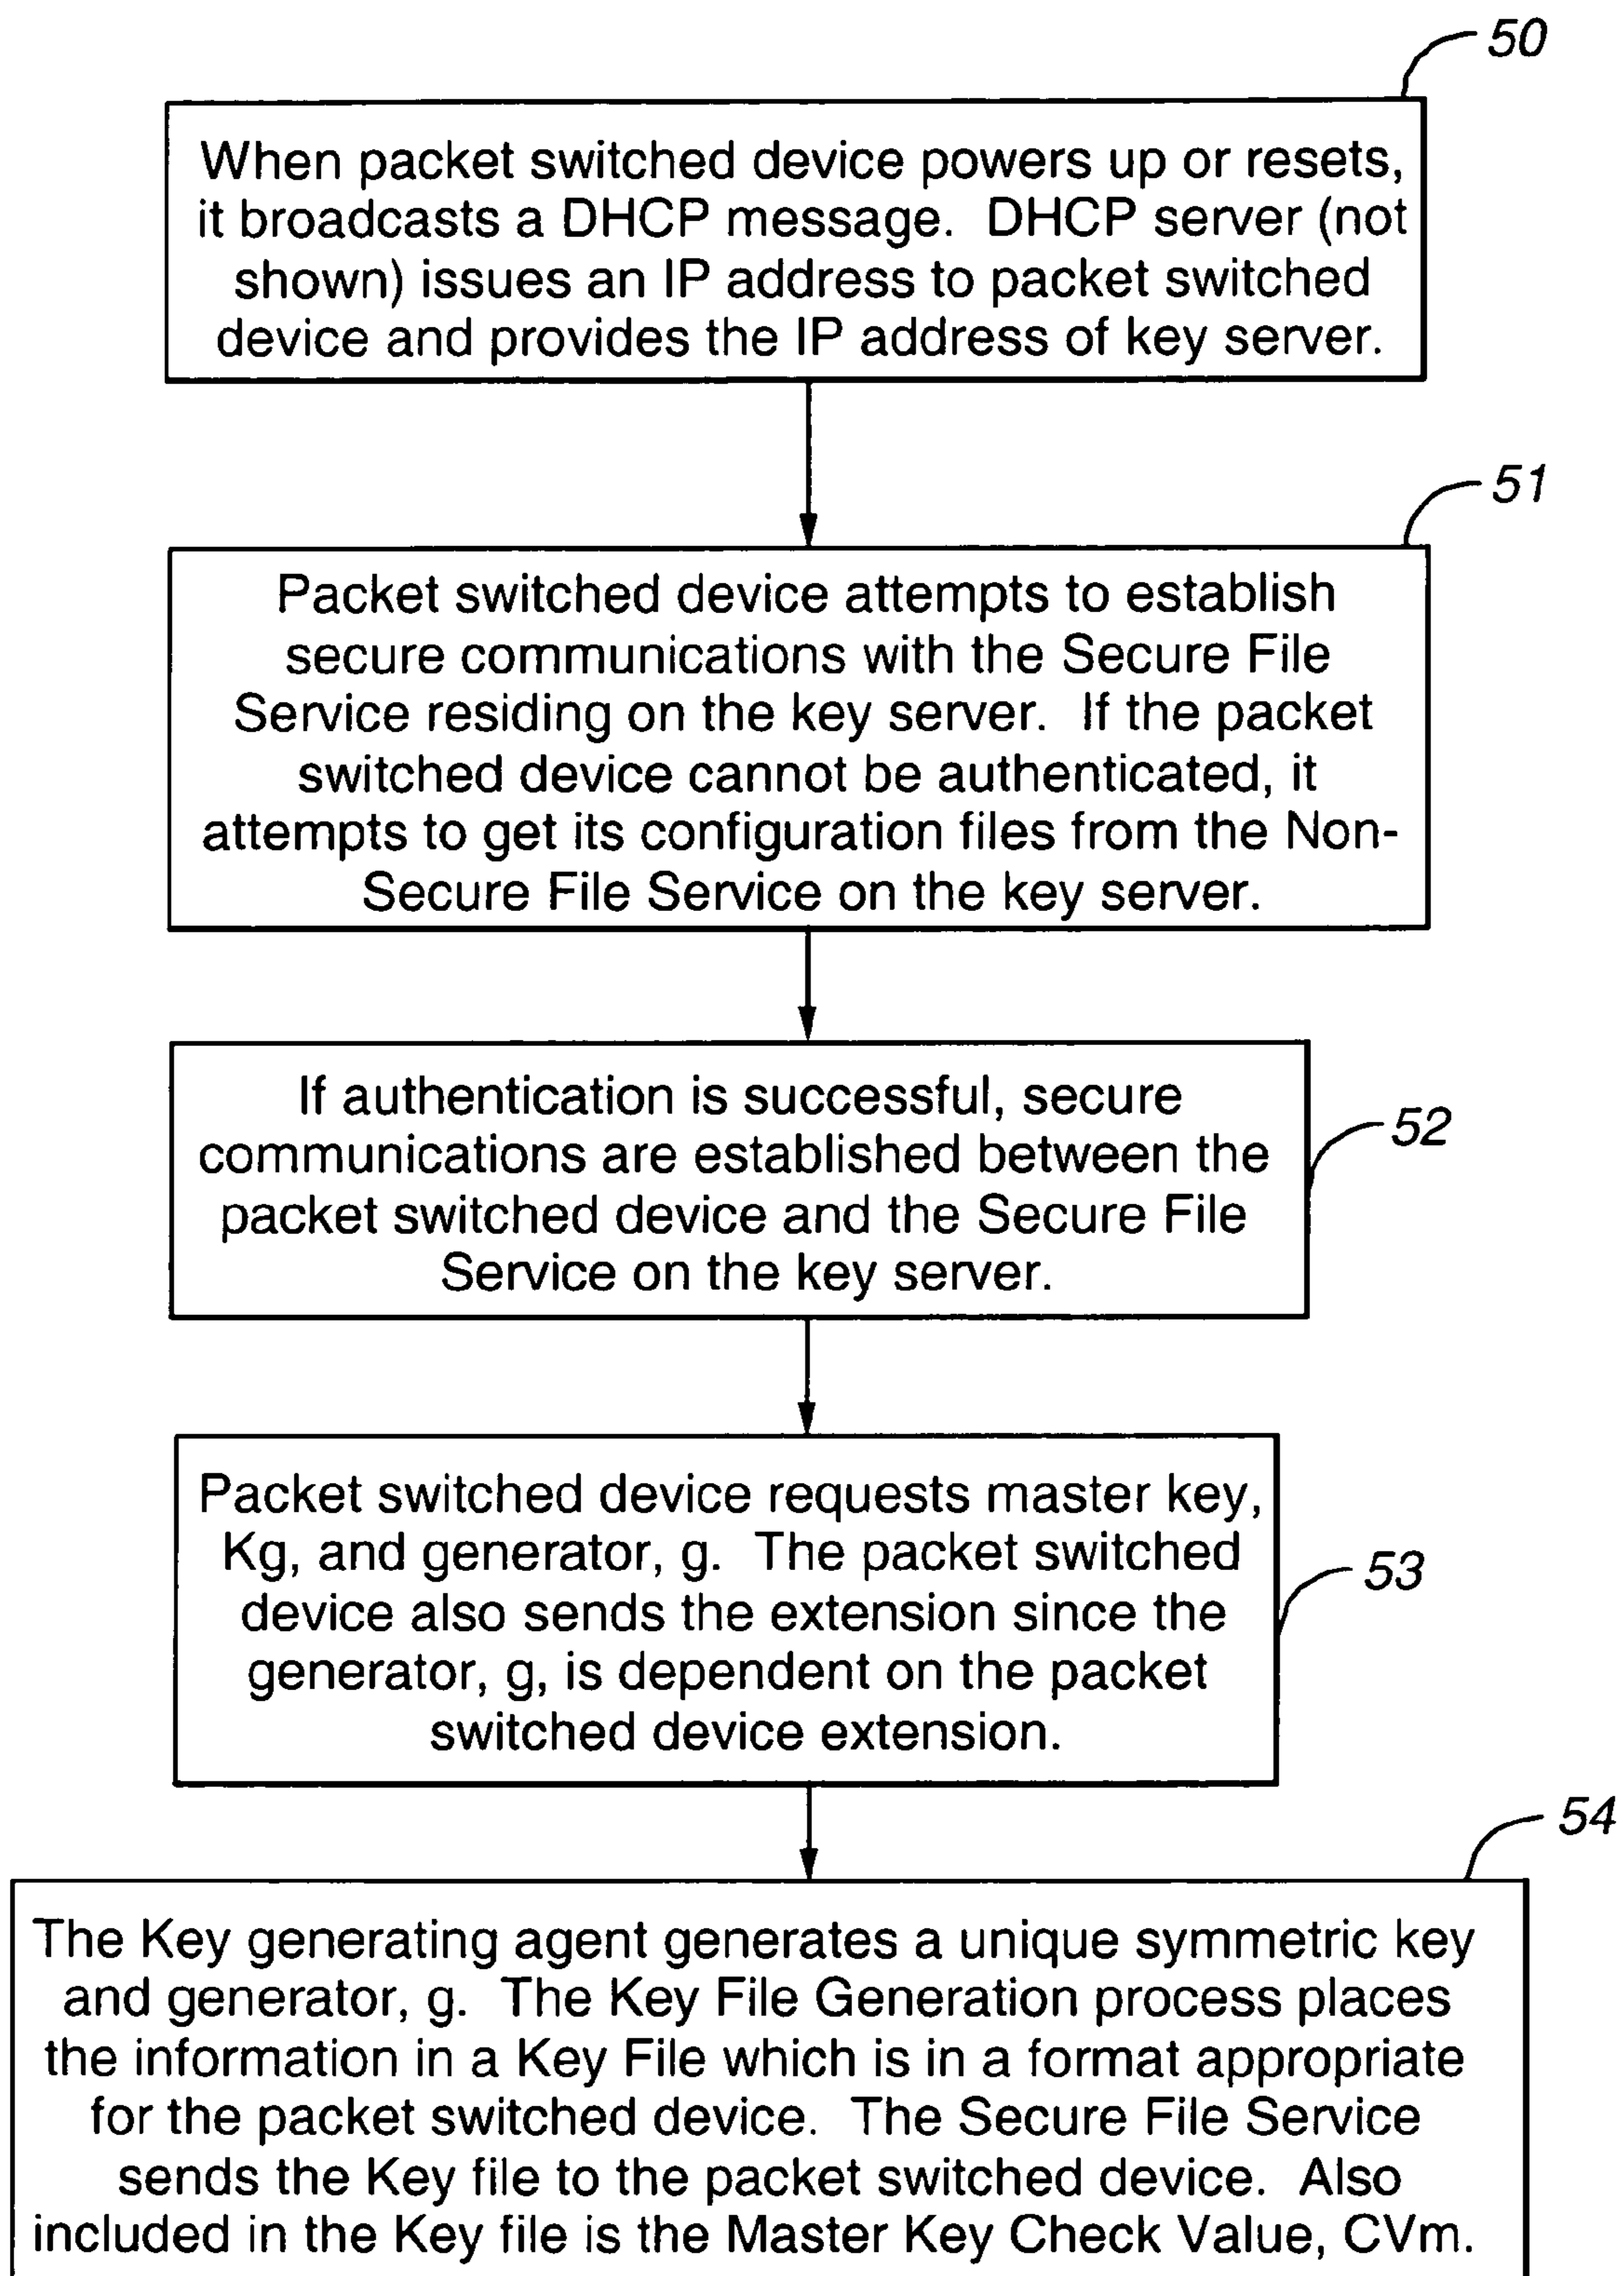 50
When packet switched device powers up or resets,
it broadcasts a DHCP message. DHCP server (not
shown) issues an IP address to packet switched
device and provides the IP address of key server.
51
Packet switched device attempts to establish
secure communications with the Secure File
Service residing on the key server. If the packet
switched device cannot be authenticated, it
attempts to get its configuration files from the Non-
Secure File Service on the key server.
If authentication is successful, secure
communications are established between the
packet switched device and the Secure File
Service on the key server.
52
Packet switched device requests master key,
Kg, and generator, g. The packet switched
device also sends the extension since the
generator, g, is dependent on the packet
switched device extension.
53
54
The Key generating agent generates a unique symmetric key
and generator, g. The Key File Generation process places
the information in a Key File which is in a format appropriate
for the packet switched device. The Secure File Service
sends the Key file to the packet switched device. Also
included in the Key file is the Master Key Check Value, CVm.